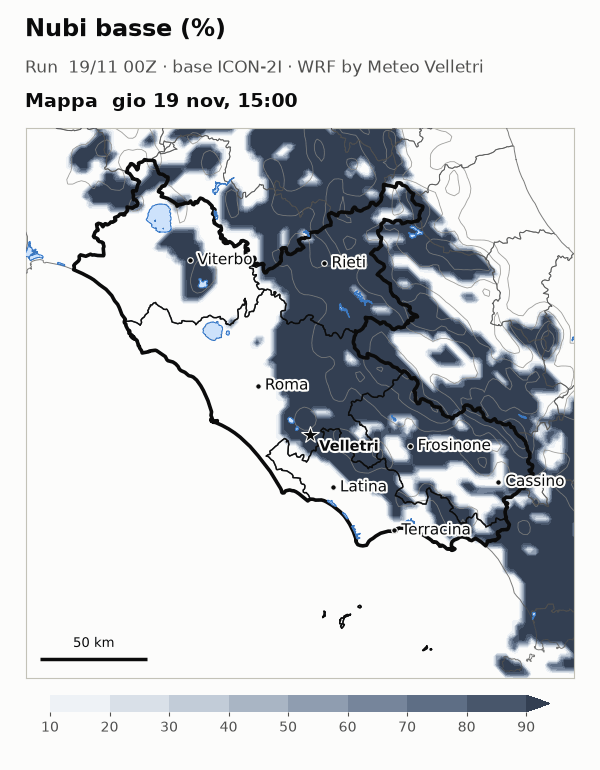 Nubi basse (%)
Run  19/11 00Z · base ICON-2I · WRF by Meteo Velletri
Mappa  gio 19 nov, 15:00
Viterbo
Rieti
Roma
Velletri
Frosinone
Cassino
Latina
Terracina
50 km
10 20 30 40 50 60 70 80 90